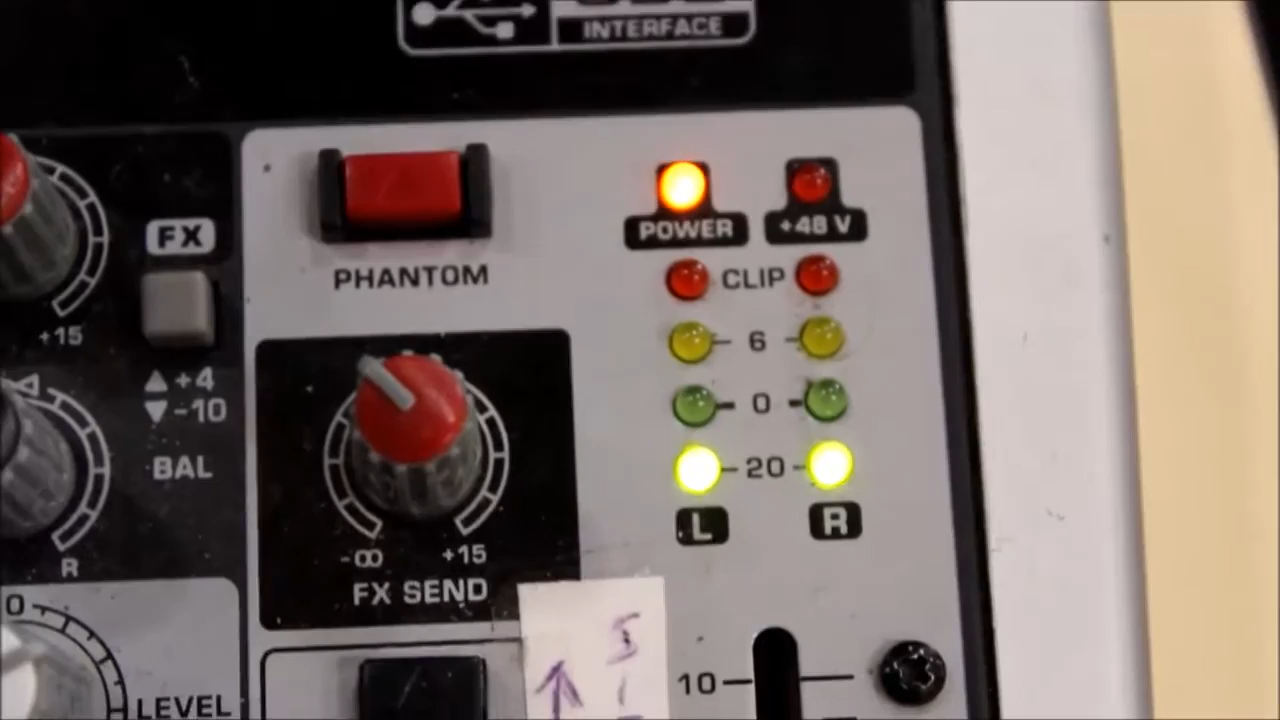 INTERFACE
POWER +48 V
FX
PHANTOM
CLIP
+15
6
+4
-10
0
BAL
20
L R
-∞ +15
R
FX SEND
0
10
LEVEL